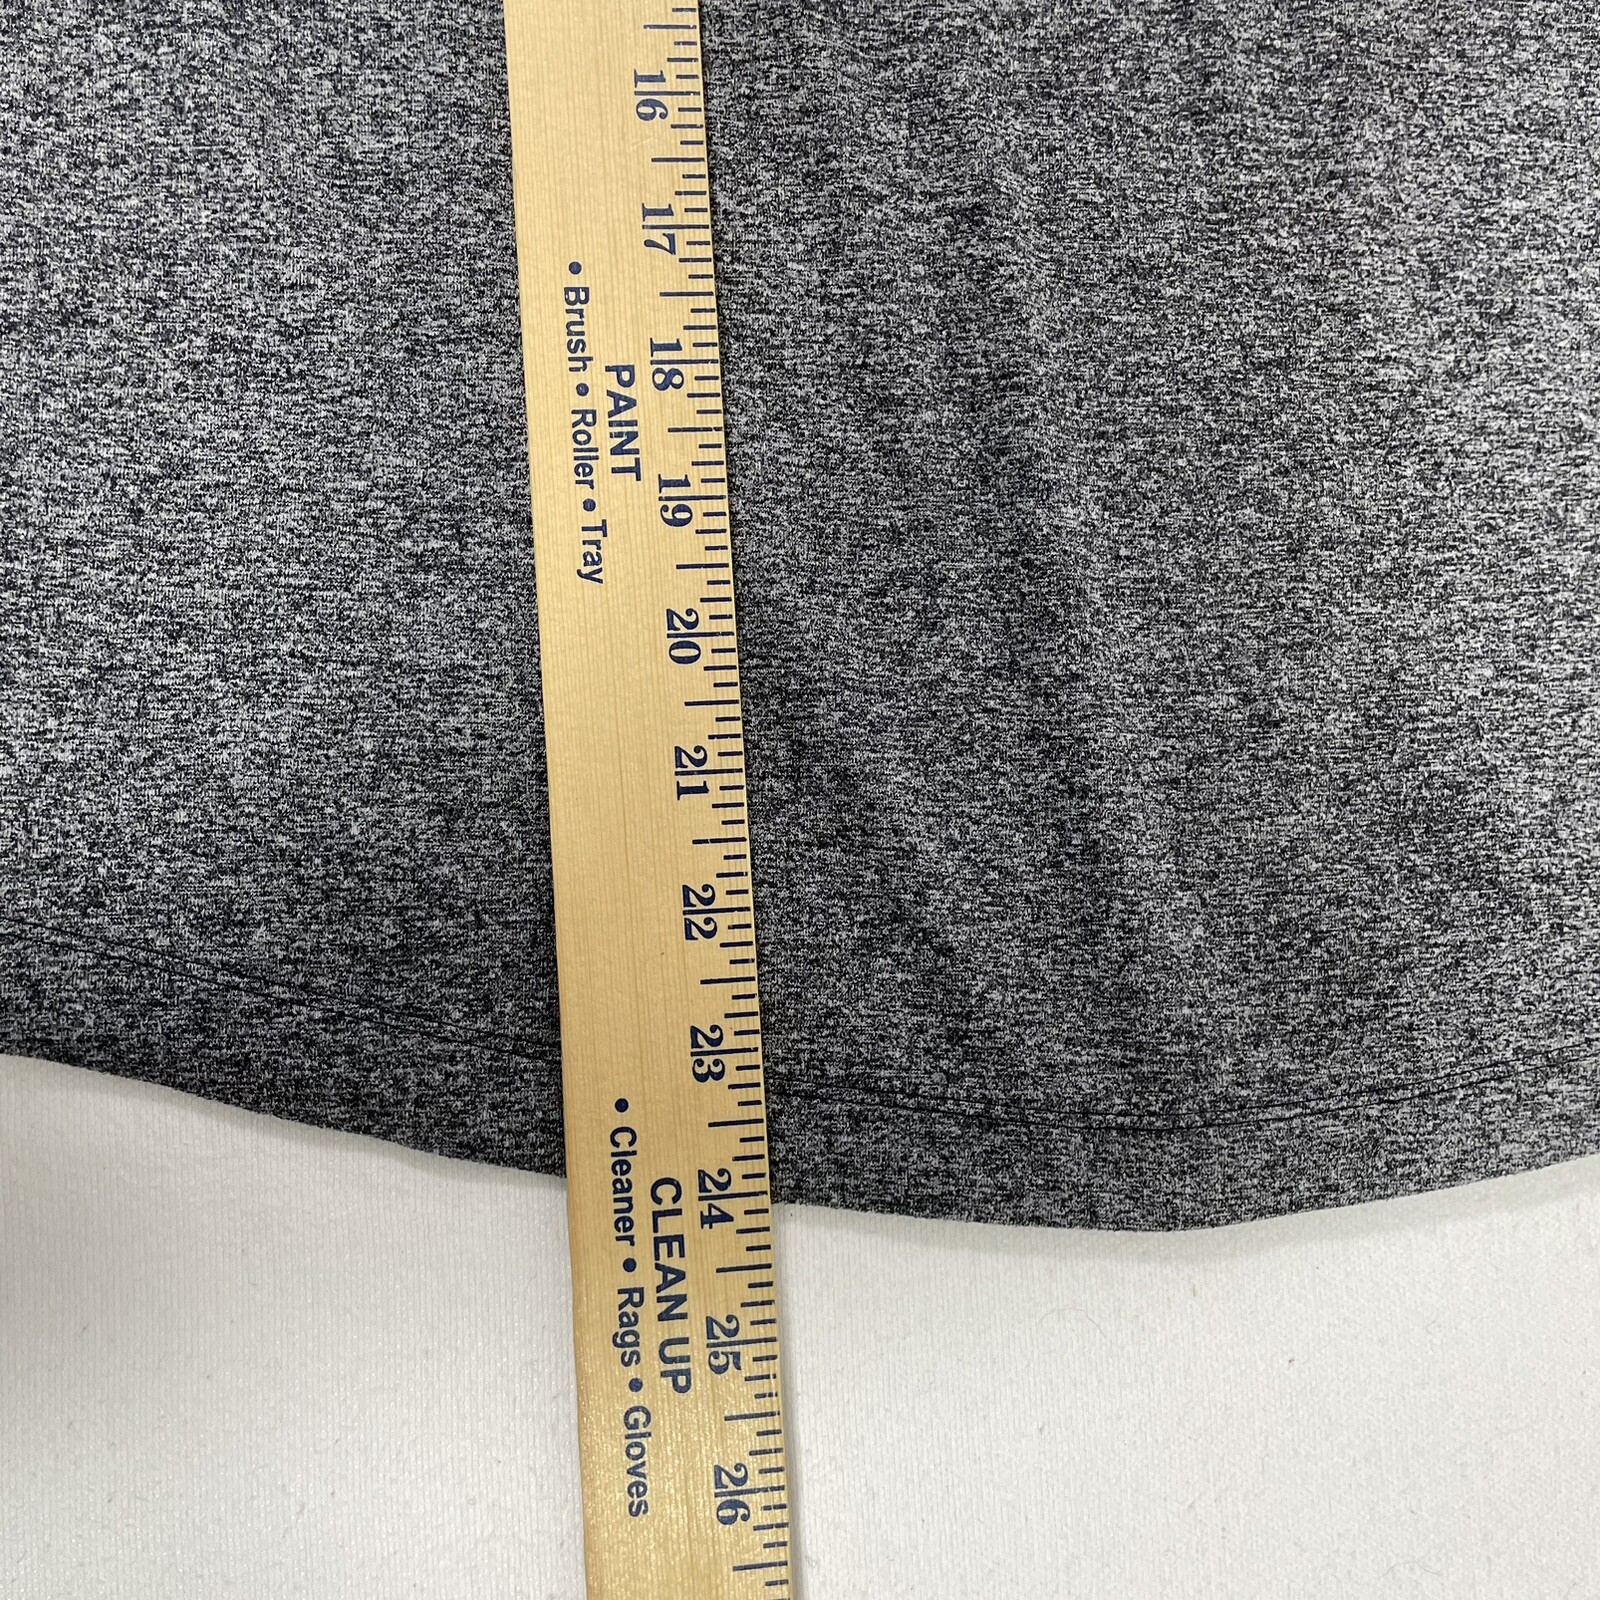 16
17
18
19
20
21
22
23
24
25
26
PAINT
• Brush • Roller • Tray
CLEAN UP
• Cleaner • Rags • Gloves